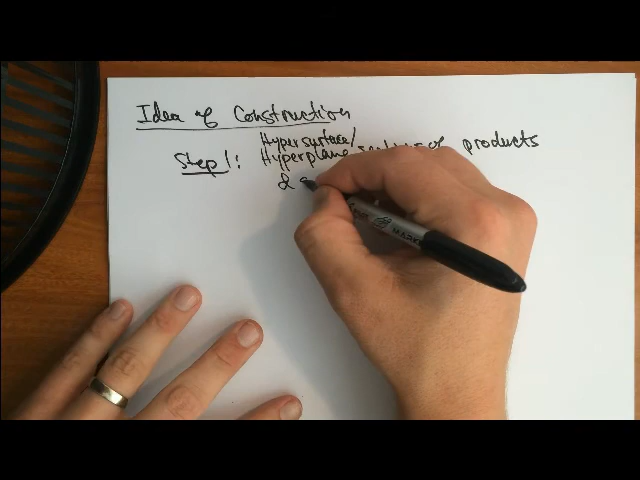 Idea of Construction
Hypersurface/
Step 1: Hyperplane sections of products
&